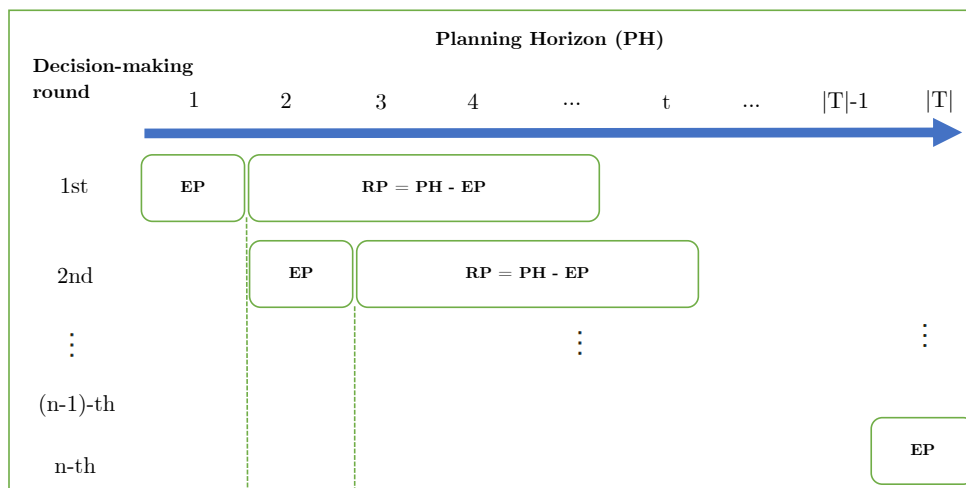 Planning Horizon (PH)
Decision-making
round
1 2 3 4 ... t ... |T|-1 |T|
1st EP RP = PH - EP
2nd EP RP = PH - EP
⋮ ⋮ ⋮
(n-1)-th
n-th EP